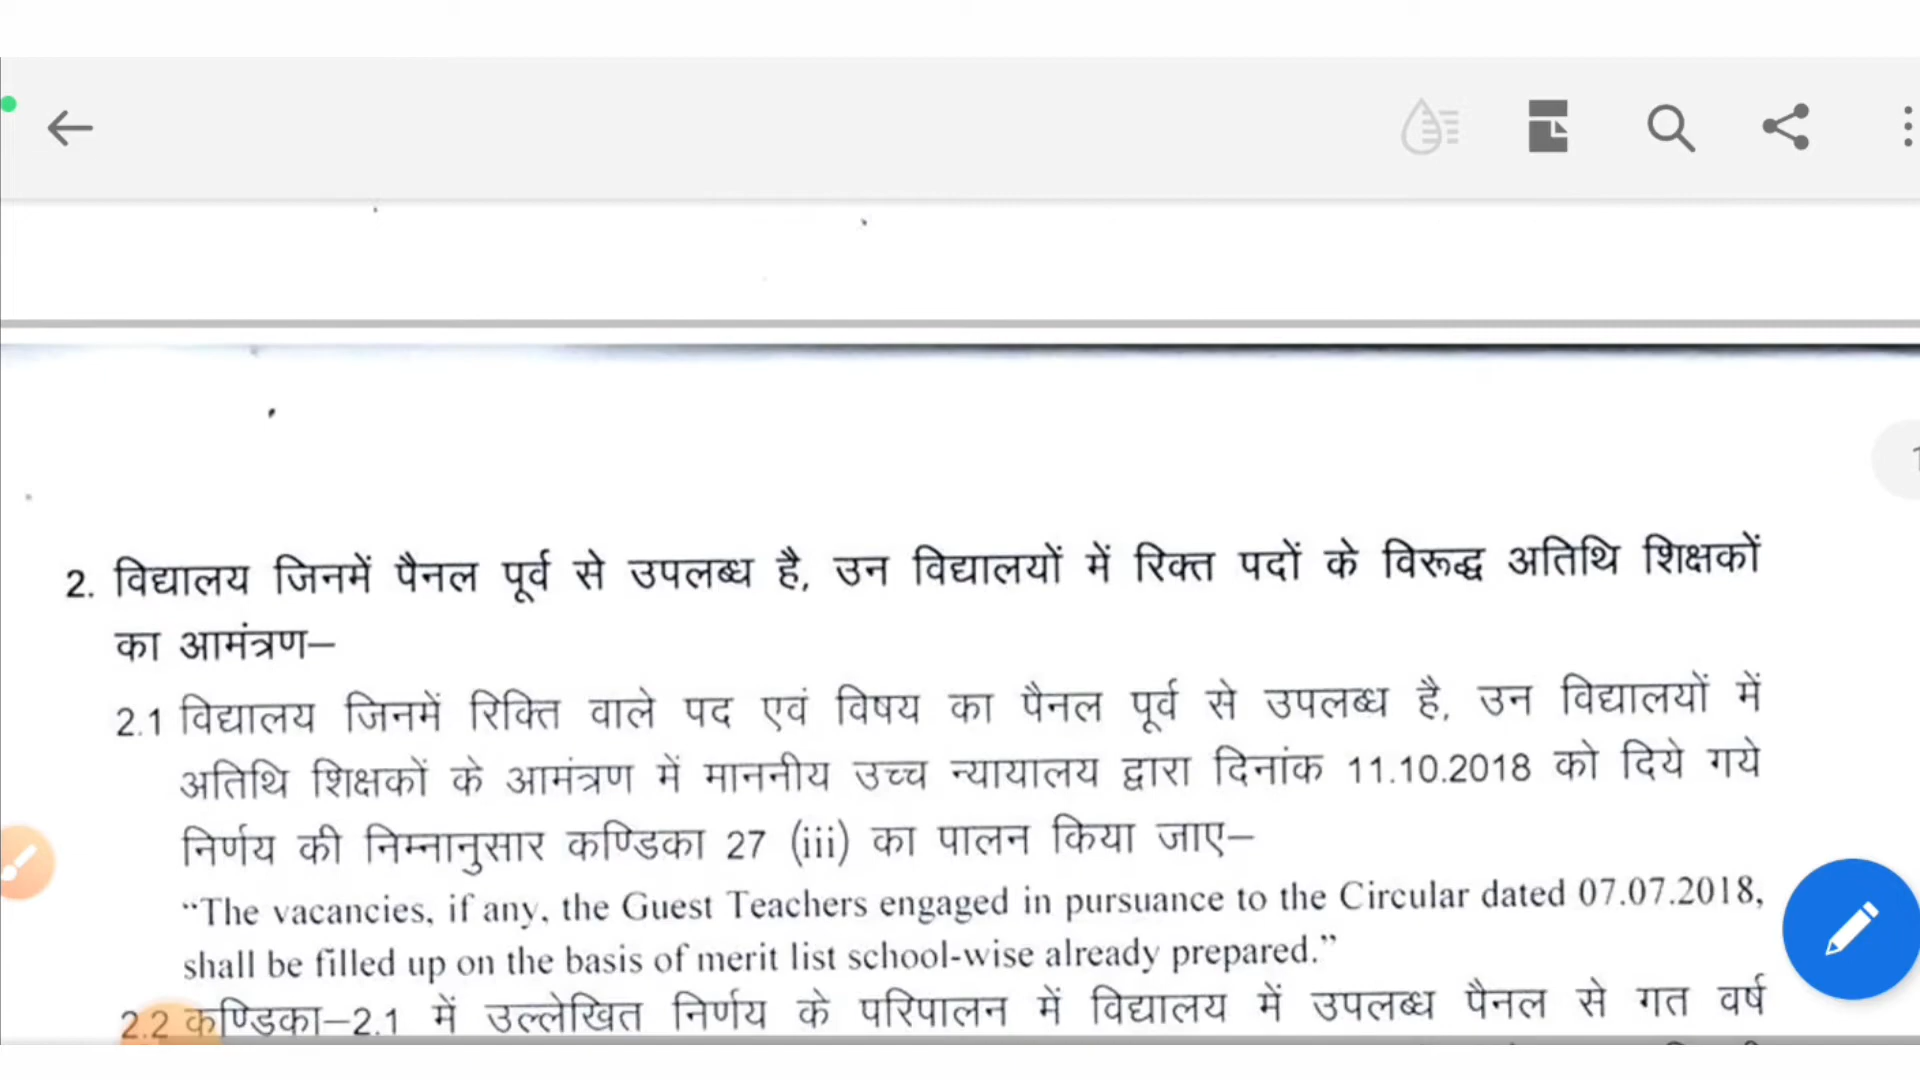 2. विद्यालय जिनमें पैनल पूर्व से उपलब्ध है, उन विद्यालयों में रिक्त पदों के विरूद्ध अतिथि शिक्षकों
का आमंत्रण–
2.1 विद्यालय जिनमें रिक्ति वाले पद एवं विषय का पैनल पूर्व से उपलब्ध है, उन विद्यालयों में
अतिथि शिक्षकों के आमंत्रण में माननीय उच्च न्यायालय द्वारा दिनांक 11.10.2018 को दिये गये
निर्णय की निम्नानुसार कण्डिका 27 (iii) का पालन किया जाए–
“The vacancies, if any, the Guest Teachers engaged in pursuance to the Circular dated 07.07.2018,
shall be filled up on the basis of merit list school-wise already prepared.”
2.2 कण्डिका–2.1 में उल्लेखित निर्णय के परिपालन में विद्यालय में उपलब्ध पैनल से गत वर्ष